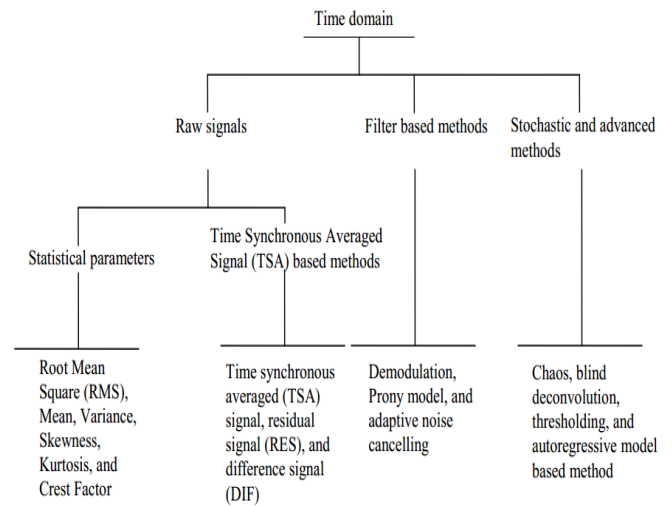 Time domain
Raw signals
Filter based methods
Stochastic and advanced
methods
Statistical parameters
Time Synchronous Averaged
Signal (TSA) based methods
Root Mean
Square (RMS),
Mean, Variance,
Skewness,
Kurtosis, and
Crest Factor
Time synchronous
averaged (TSA)
signal, residual
signal (RES), and
difference signal
(DIF)
Demodulation,
Prony model, and
adaptive noise
cancelling
Chaos, blind
deconvolution,
thresholding, and
autoregressive model
based method